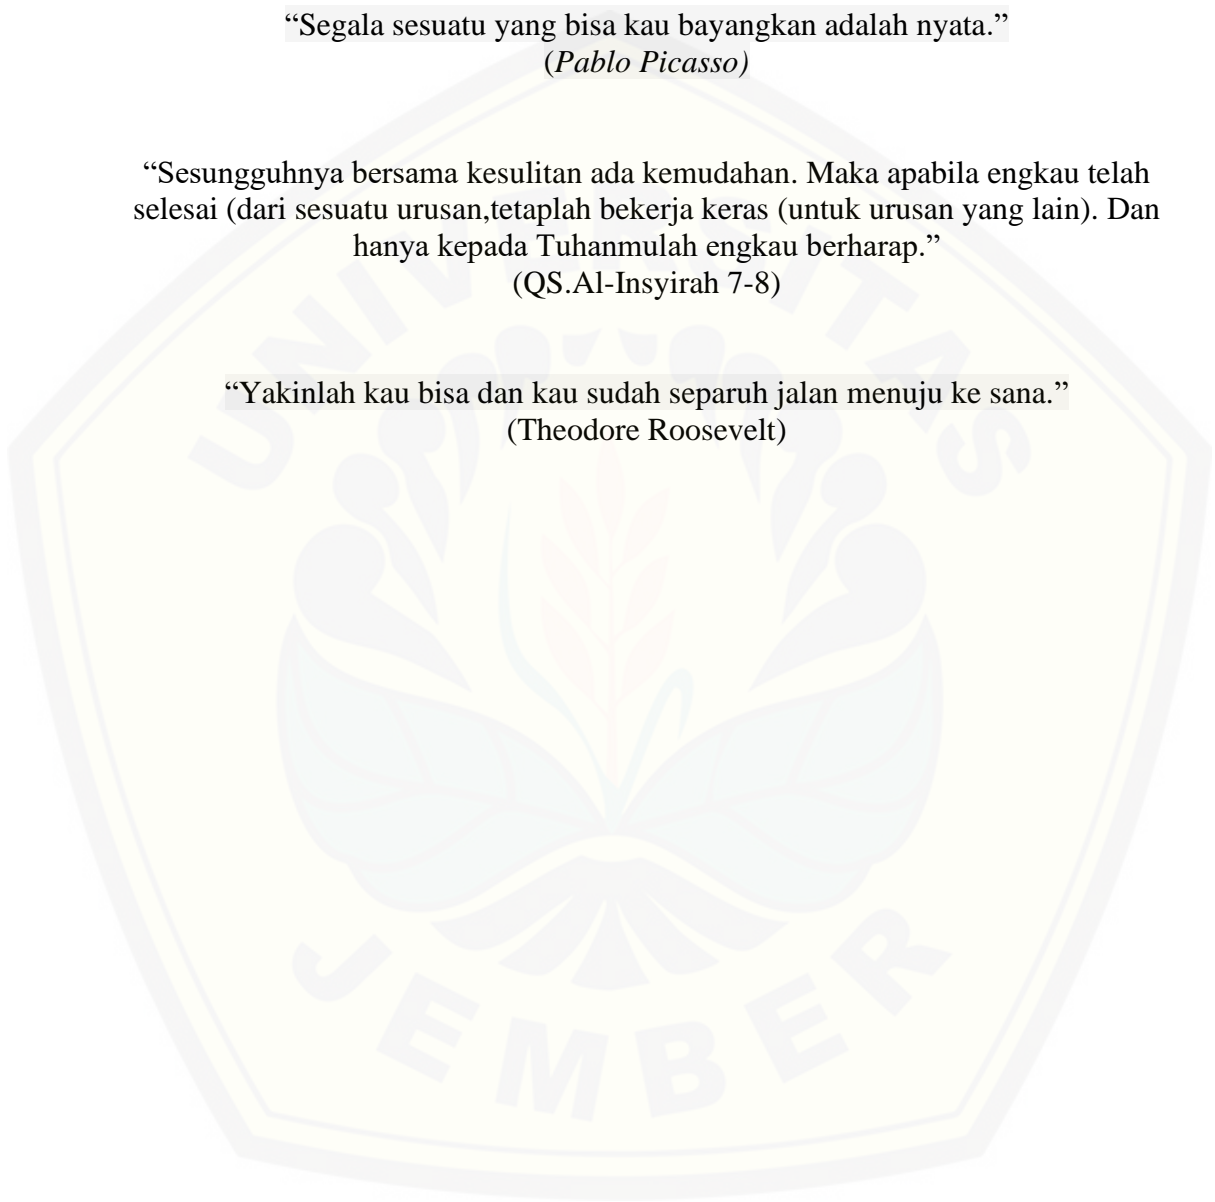 “Segala sesuatu yang bisa kau bayangkan adalah nyata.”
(Pablo Picasso)
“Sesungguhnya bersama kesulitan ada kemudahan. Maka apabila engkau telah
selesai (dari sesuatu urusan,tetaplah bekerja keras (untuk urusan yang lain). Dan
hanya kepada Tuhanmulah engkau berharap.”
(QS.Al-Insyirah 7-8)
“Yakinlah kau bisa dan kau sudah separuh jalan menuju ke sana.”
(Theodore Roosevelt)
UNIVERSITAS
JEMBER